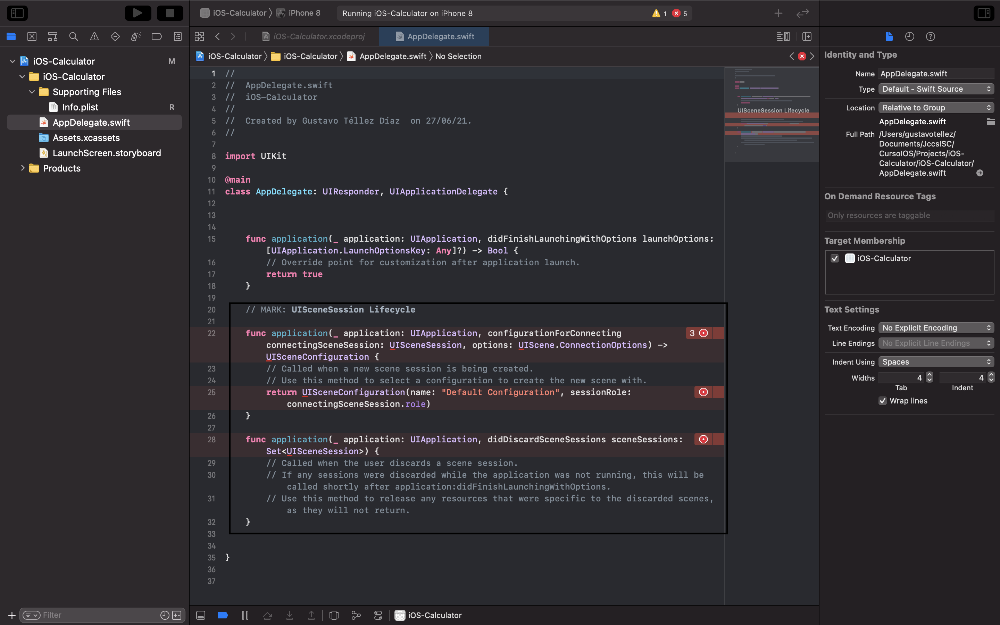 iOS-Calculator 〉 iPhone 8
Running iOS-Calculator on iPhone 8
1
5
iOS-Calculator.xcodeproj
AppDelegate.swift
iOS-Calculator 〉 iOS-Calculator 〉 AppDelegate.swift 〉 No Selection
iOS-Calculator M
iOS-Calculator
Supporting Files
Info.plist R
AppDelegate.swift
Assets.xcassets
LaunchScreen.storyboard
Products
Filter
1 //
2 //  AppDelegate.swift
3 //  iOS-Calculator
4 //
5 //  Created by Gustavo Téllez Díaz  on 27/06/21.
6 //
7
8 import UIKit
9
10 @main
11 class AppDelegate: UIResponder, UIApplicationDelegate {
12
13
14
15     func application(_ application: UIApplication, didFinishLaunchingWithOptions launchOptions:
[UIApplication.LaunchOptionsKey: Any]?) -> Bool {
16         // Override point for customization after application launch.
17         return true
18     }
19
20     // MARK: UISceneSession Lifecycle
21
22     func application(_ application: UIApplication, configurationForConnecting 3
connectingSceneSession: UISceneSession, options: UIScene.ConnectionOptions) ->
UISceneConfiguration {
23         // Called when a new scene session is being created.
24         // Use this method to select a configuration to create the new scene with.
25         return UISceneConfiguration(name: "Default Configuration", sessionRole:
connectingSceneSession.role)
26     }
27
28     func application(_ application: UIApplication, didDiscardSceneSessions sceneSessions:
Set<UISceneSession>) {
29         // Called when the user discards a scene session.
30         // If any sessions were discarded while the application was not running, this will be
called shortly after application:didFinishLaunchingWithOptions.
31         // Use this method to release any resources that were specific to the discarded scenes,
as they will not return.
32     }
33
34
35 }
36
37
UISceneSession Lifecycle
iOS-Calculator
Identity and Type
Name AppDelegate.swift
Type Default - Swift Source
Location Relative to Group
AppDelegate.swift
Full Path /Users/gustavotellez/
Documents/JccsISC/
CursoIOS/Projects/iOS-
Calculator/iOS-Calculator/
AppDelegate.swift
On Demand Resource Tags
Only resources are taggable
Target Membership
iOS-Calculator
Text Settings
Text Encoding No Explicit Encoding
Line Endings No Explicit Line Endings
Indent Using Spaces
Widths 4 4
Tab Indent
Wrap lines